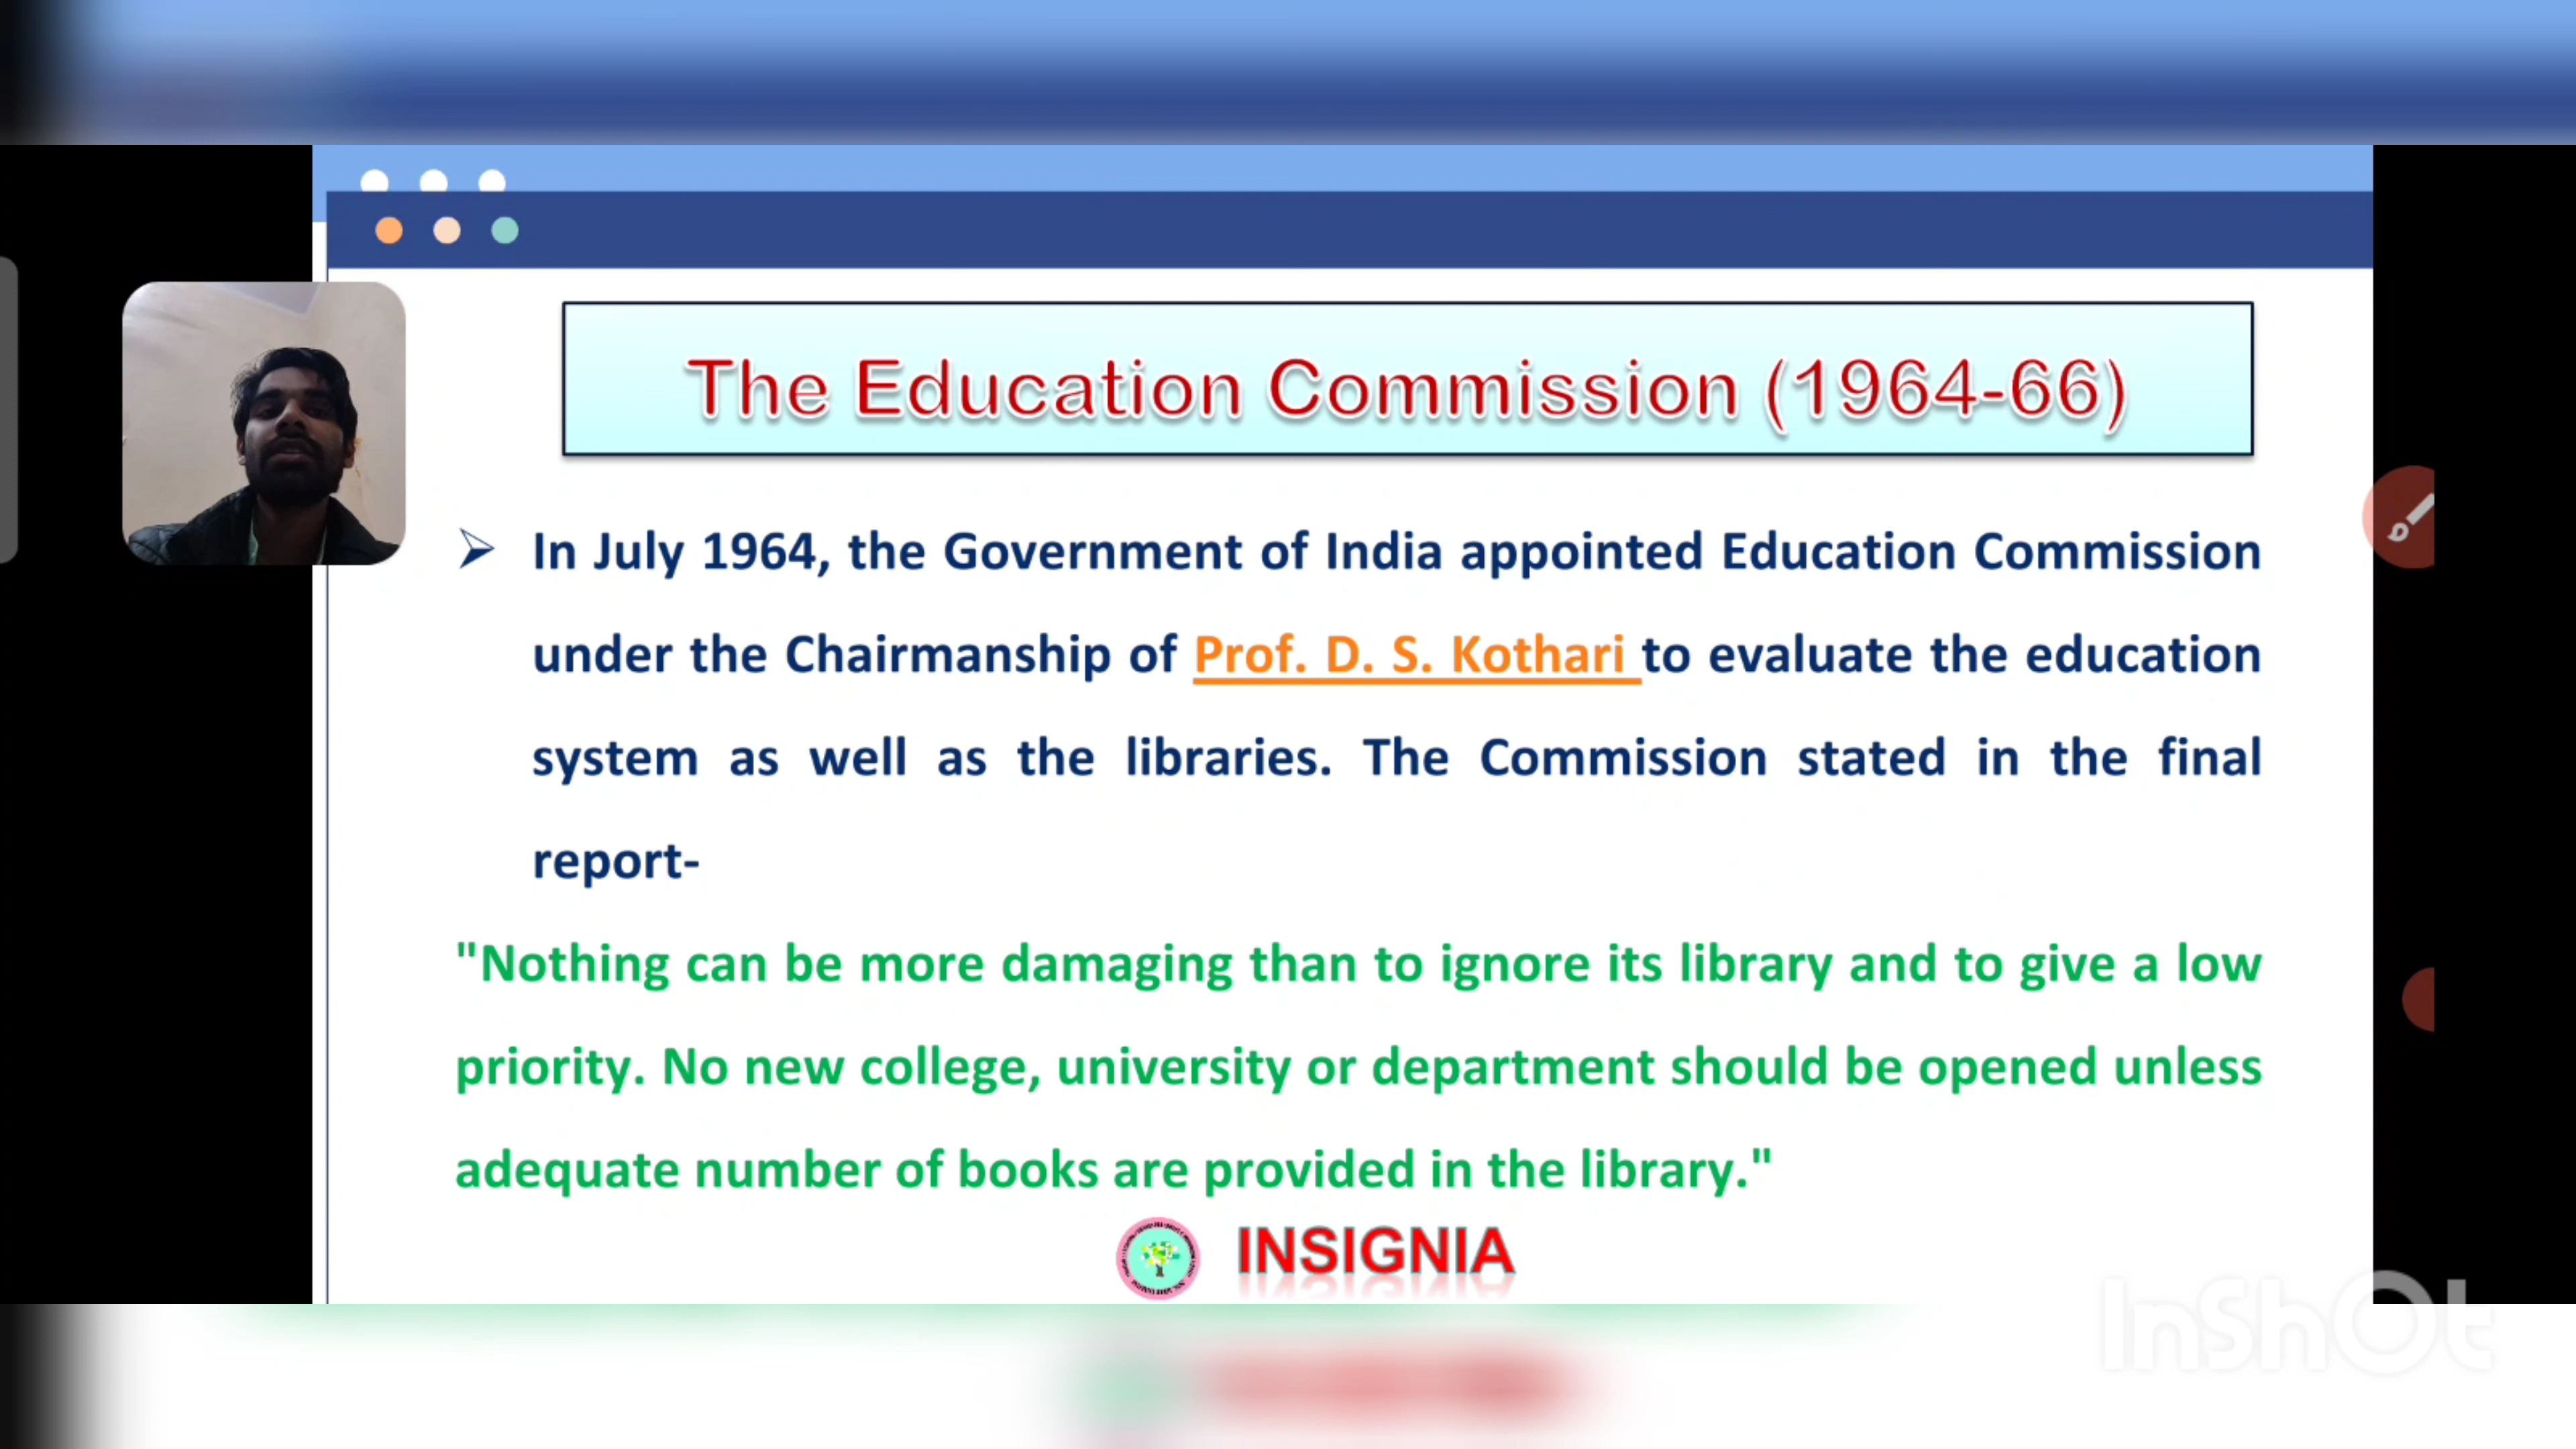 The Education Commission (1964-66)
In July 1964, the Government of India appointed Education Commission
under the Chairmanship of Prof. D. S. Kothari to evaluate the education
system as well as the libraries. The Commission stated in the final
report-
"Nothing can be more damaging than to ignore its library and to give a low
priority. No new college, university or department should be opened unless
adequate number of books are provided in the library."
INSIGNIA
InShOt